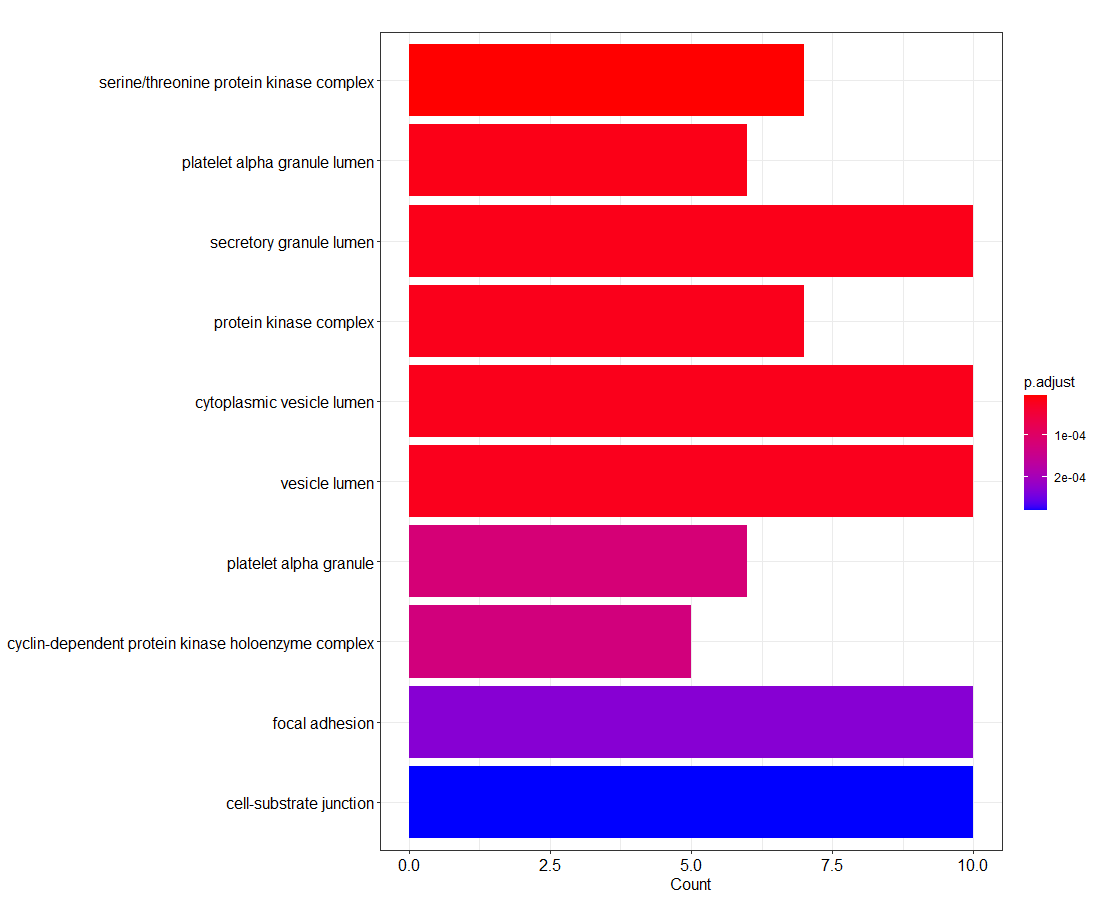 serine/threonine protein kinase complex
platelet alpha granule lumen
secretory granule lumen
protein kinase complex
cytoplasmic vesicle lumen
vesicle lumen
platelet alpha granule
cyclin-dependent protein kinase holoenzyme complex
focal adhesion
cell-substrate junction
0.0 2.5 5.0 7.5 10.0
Count
p.adjust
1e-04
2e-04